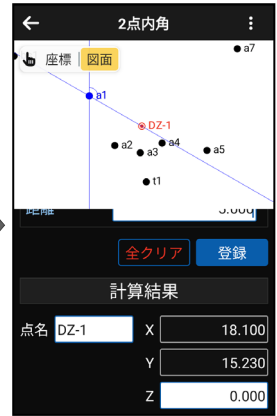 2点内角
座標 図面
a7
a1
DZ-1
a2
a3
a4
a5
t1
距離 5.000
全クリア 登録
計算結果
点名 DZ-1 X 18.100
Y 15.230
Z 0.000